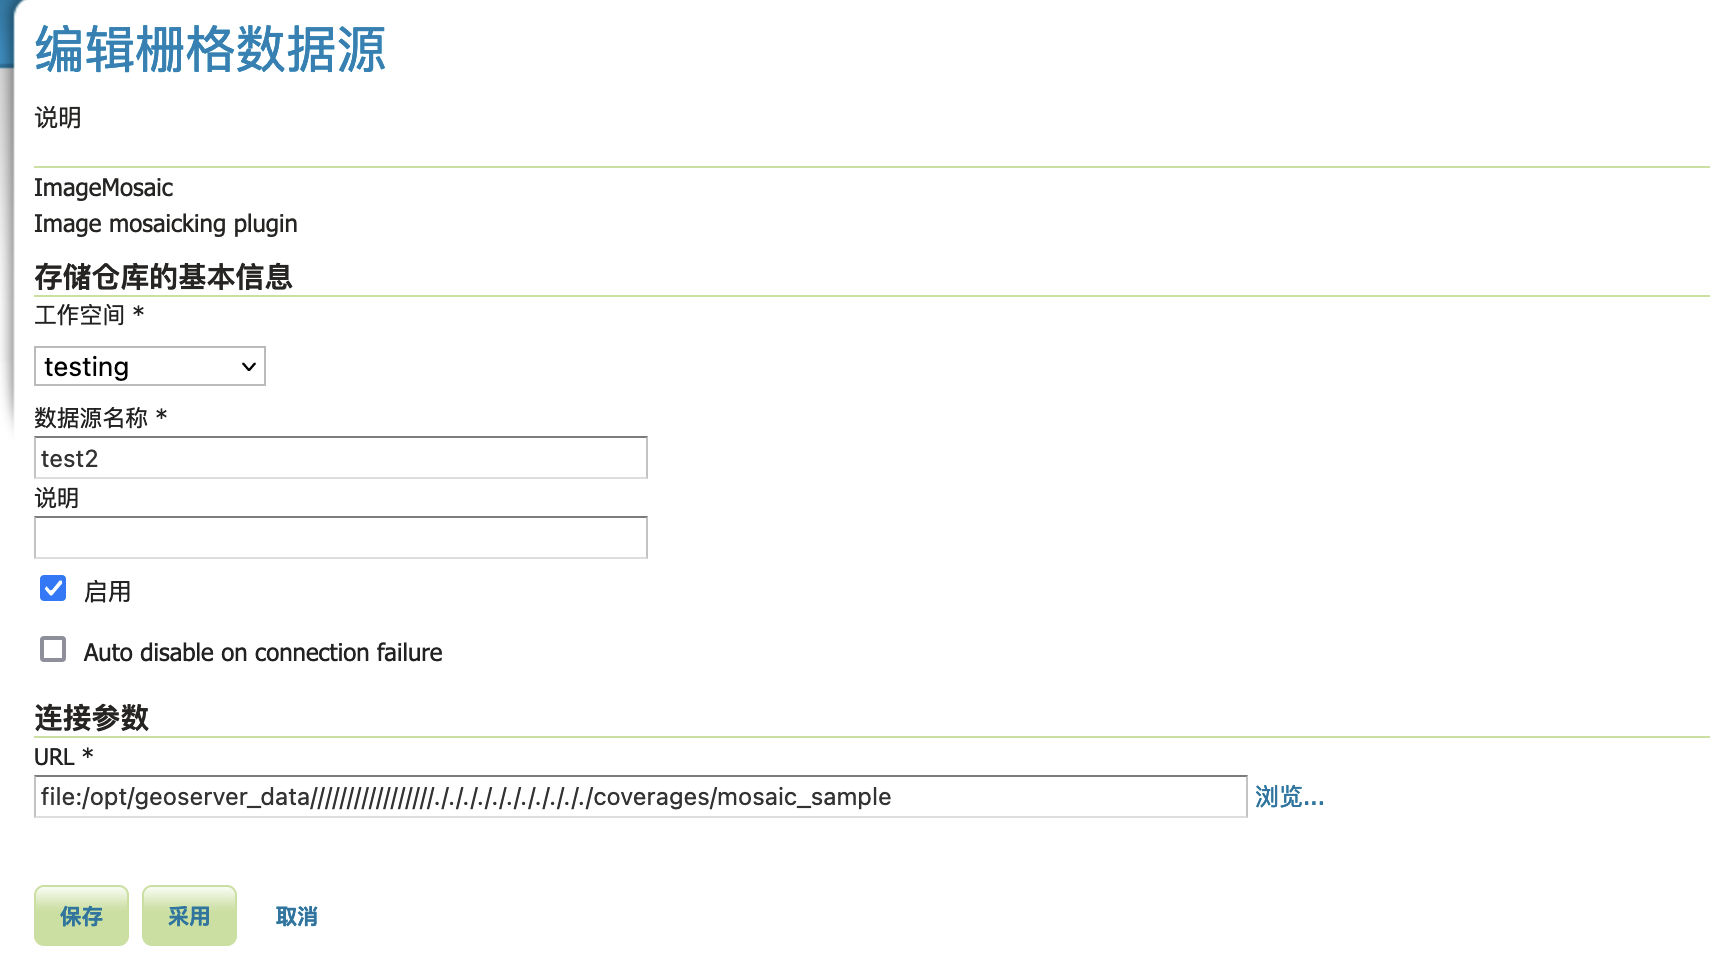 编辑栅格数据源
说明
ImageMosaic
Image mosaicking plugin
存储仓库的基本信息
工作空间 *
testing
数据源名称 *
test2
说明
启用
Auto disable on connection failure
连接参数
URL *
file:/opt/geoserver_data/////////////////./././././././././././coverages/mosaic_sample 浏览...
保存 采用 取消